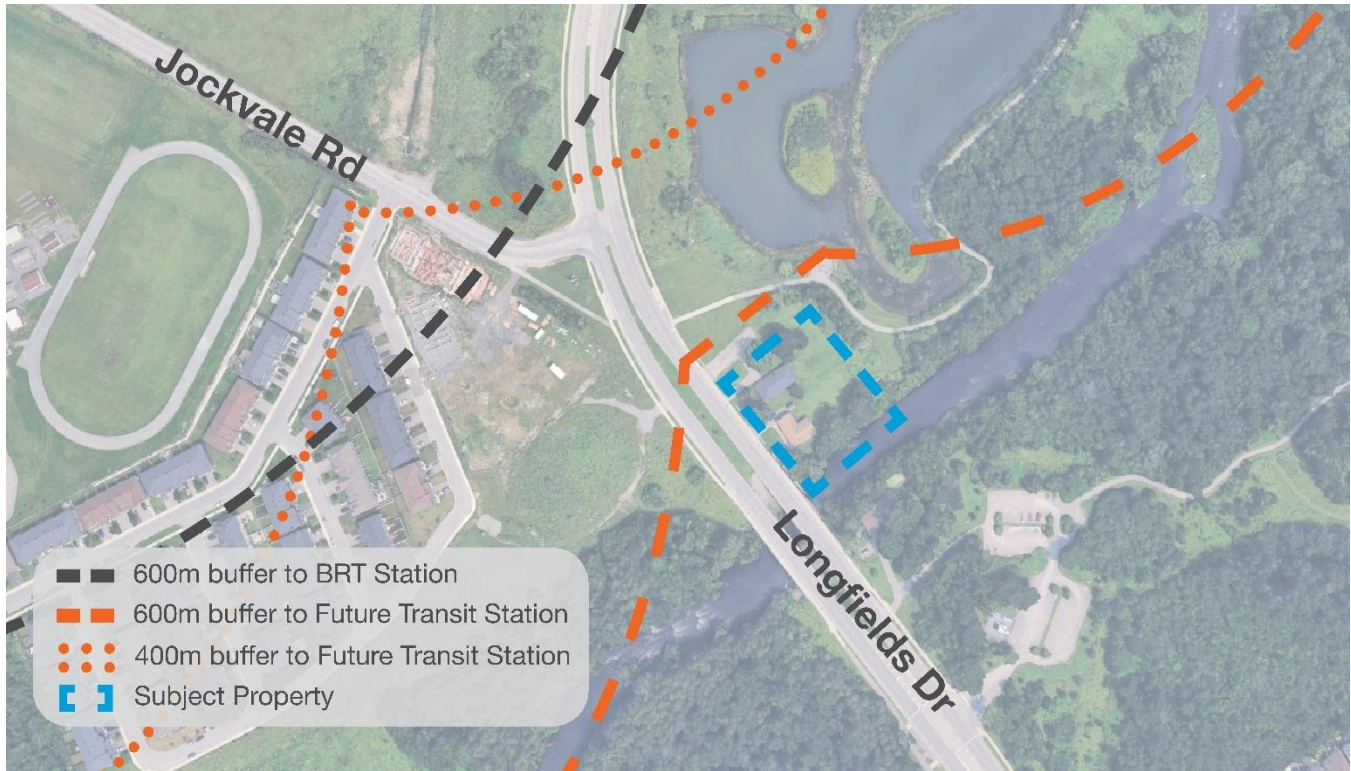 Jockvale Rd
Longfields Dr
600m buffer to BRT Station
600m buffer to Future Transit Station
400m buffer to Future Transit Station
Subject Property